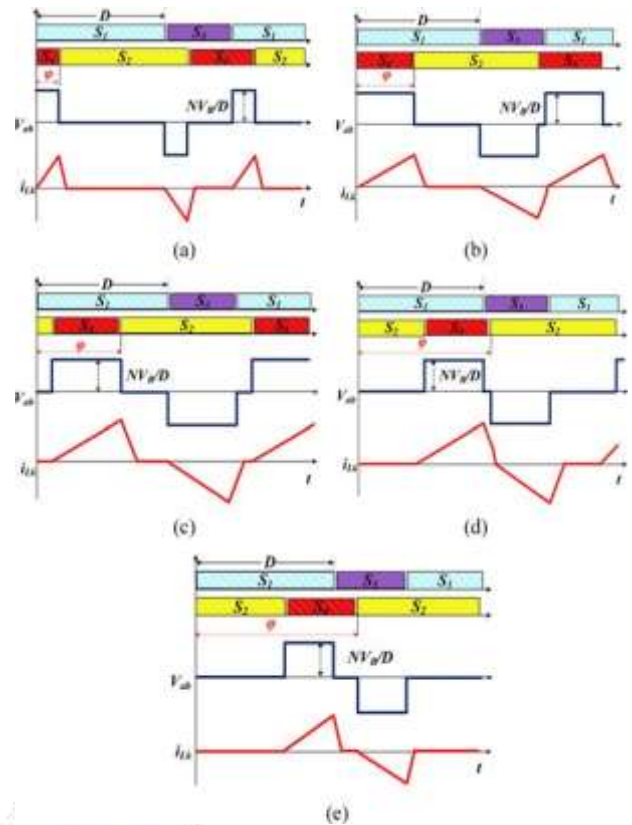 D
S1 S3 S1
S4 S2 S4 S2
φ
NVB/D
Vab
iLk
t
(a)
D
S1 S3 S1
S4 S2 S4
φ
NVB/D
Vab
iLk
t
(b)
D
S1 S3 S1
S4 S2 S4
φ
NVB/D
Vab
iLk
t
(c)
D
S1 S3 S1
S2 S4 S2
φ
NVB/D
Vab
iLk
t
(d)
D
S1 S3 S1
S2 S4 S2
φ
NVB/D
Vab
iLk
t
(e)